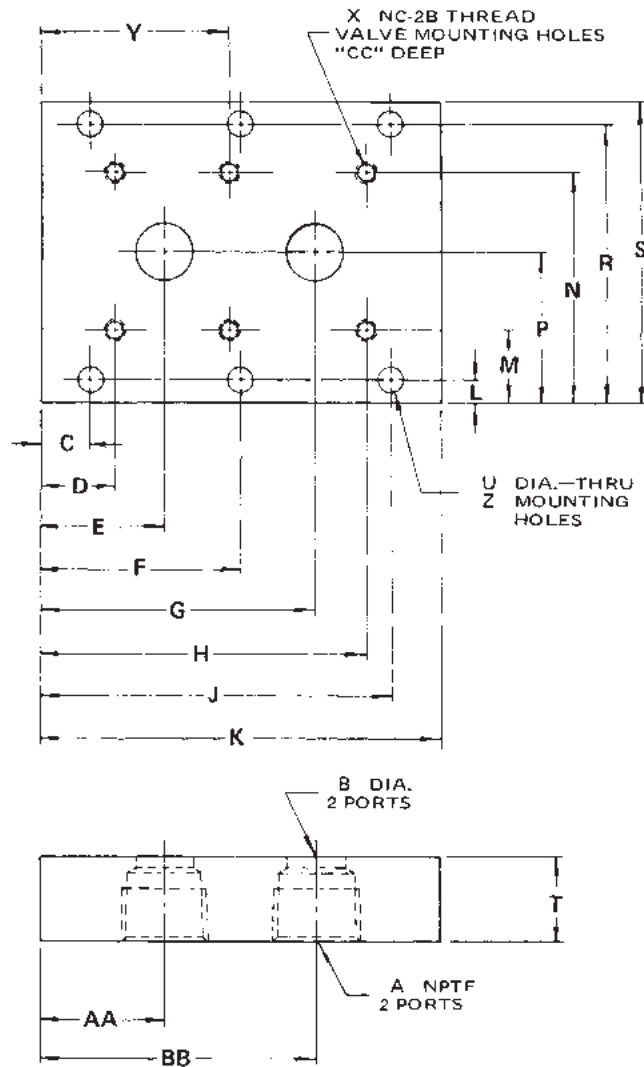 X NC-2B THREAD
VALVE MOUNTING HOLES
"CC" DEEP
Y
S
R
N
P
M
L
C
D
E
F
G
H
J
K
U DIA.-THRU
Z MOUNTING
HOLES
B DIA.
2 PORTS
T
A NPTF
2 PORTS
AA
BB